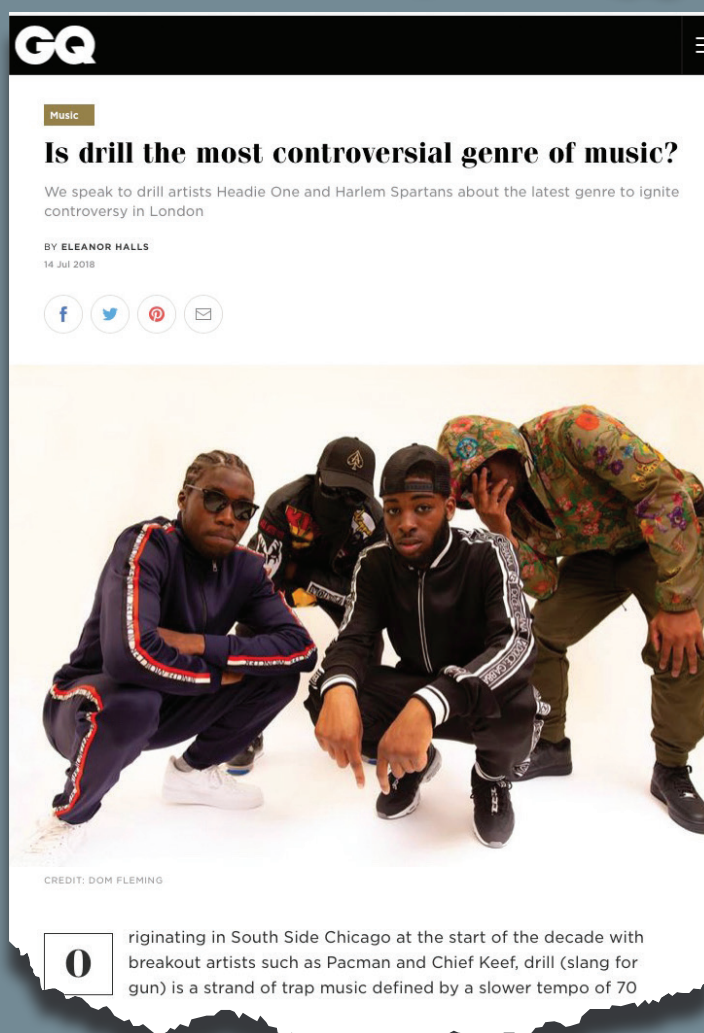 GQ
Music
Is drill the most controversial genre of music?
We speak to drill artists Headie One and Harlem Spartans about the latest genre to ignite
controversy in London
BY ELEANOR HALLS
14 Jul 2018
CREDIT: DOM FLEMING
Originating in South Side Chicago at the start of the decade with
breakout artists such as Pacman and Chief Keef, drill (slang for
gun) is a strand of trap music defined by a slower tempo of 70